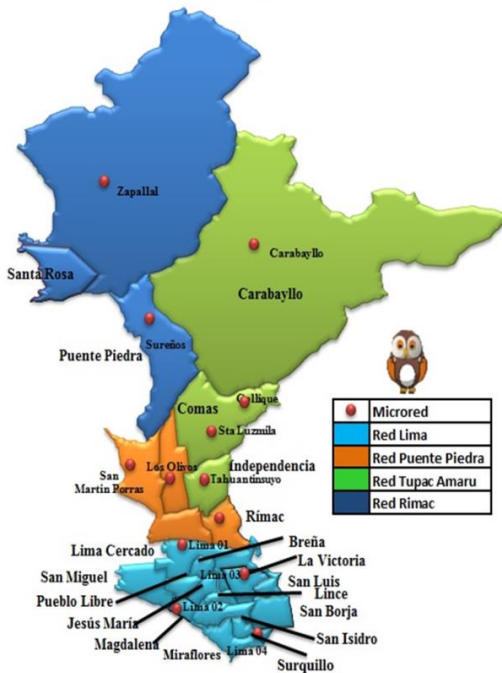 Zapallal
Carabayllo
Santa Rosa
Carabayllo
Sureños
Puente Piedra
Collique
Comas
Sta Luzmila
Microred
Red Lima
Red Puente Piedra
Red Tupac Amaru
Red Rimac
Los Olivos
Independencia
San
Martin Porras
Tahuantinsuyo
Rímac
Breña
Lima Cercado
Lima 01
La Victoria
San Miguel
Lima 03
San Luis
Lince
Pueblo Libre
Lima 02
San Borja
Jesús María
San Isidro
Magdalena
Miraflores
Lima 04
Surquillo